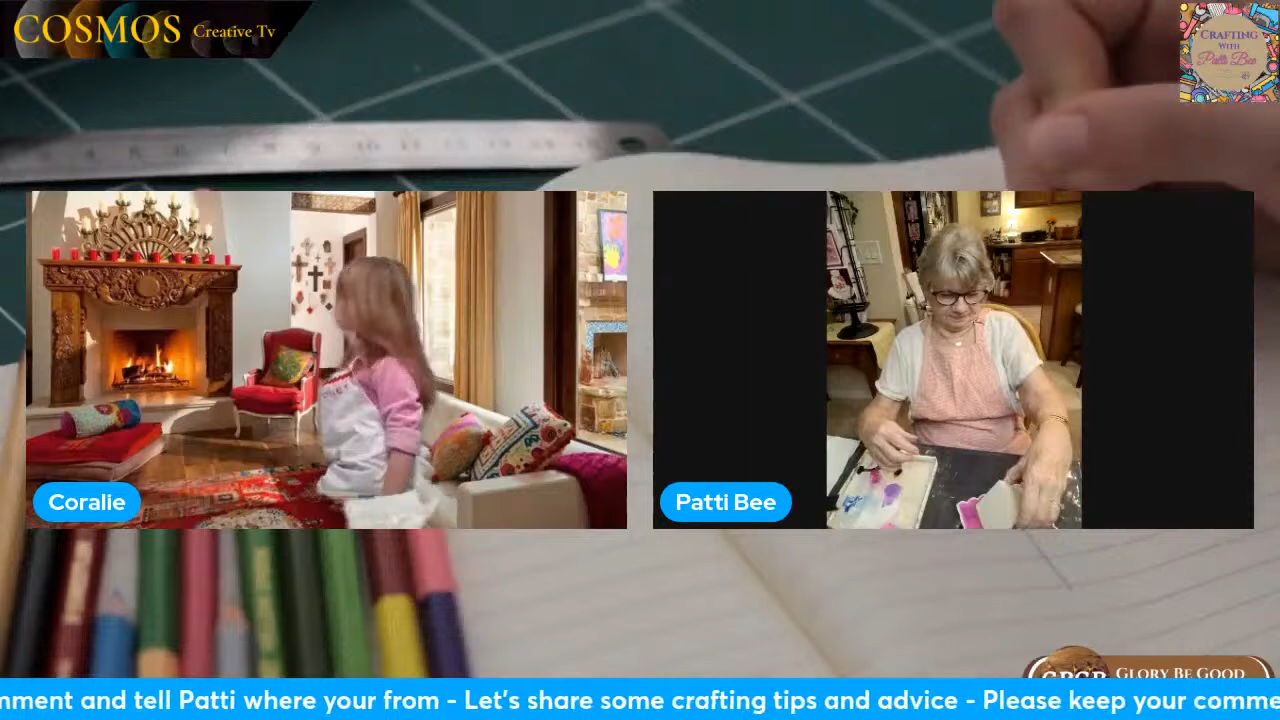 COSMOS Creative Tv
CRAFTING
WITH
Patti Bee
Coralie
Patti Bee
GLORY BE GOOD
mment and tell Patti where your from - Let's share some crafting tips and advice - Please keep your comme